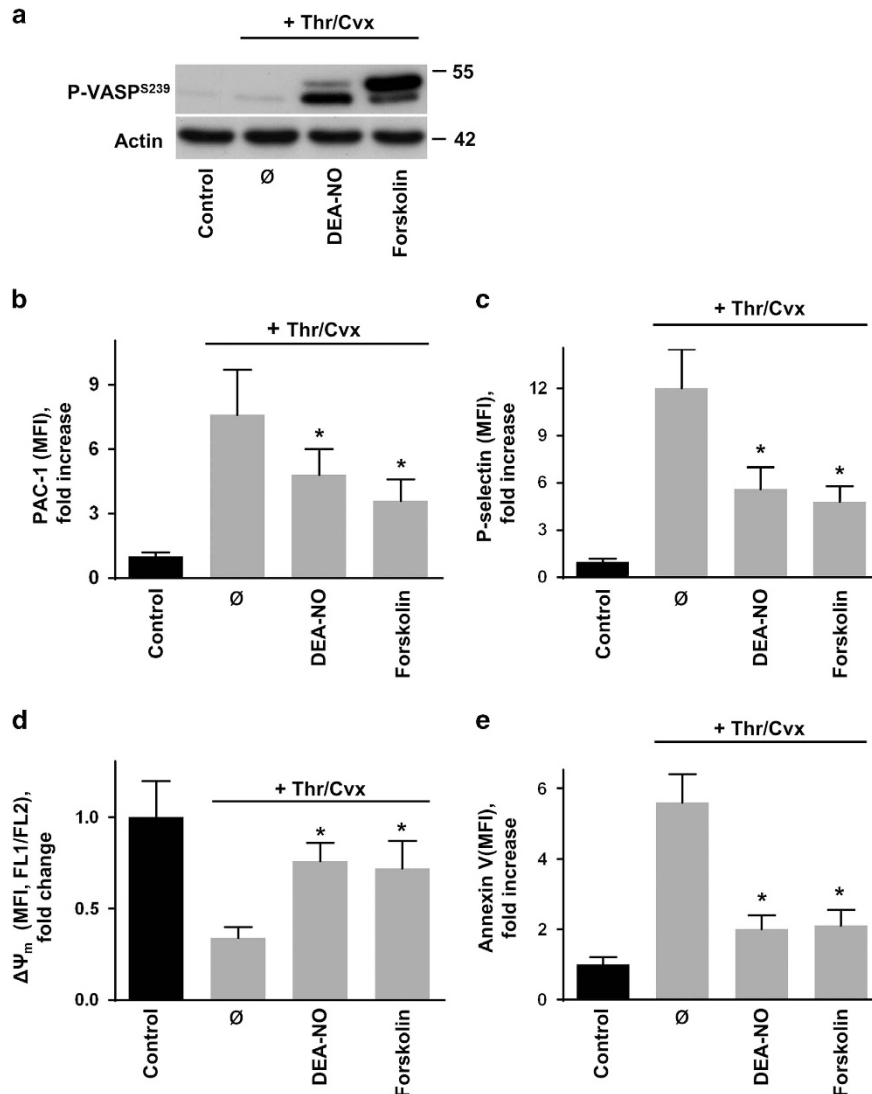 a
+ Thr/Cvx
P-VASPS239
55
Actin
42
Control
Ø
DEA-NO
Forskolin
b
+ Thr/Cvx
PAC-1 (MFI),
fold increase
9
6
3
0
*
*
Control
Ø
DEA-NO
Forskolin
c
+ Thr/Cvx
P-selectin (MFI),
fold increase
12
9
6
3
0
*
*
Control
Ø
DEA-NO
Forskolin
d
+ Thr/Cvx
ΔΨm (MFI, FL1/FL2),
fold change
1.0
0.5
0.0
*
*
Control
Ø
DEA-NO
Forskolin
e
+ Thr/Cvx
Annexin V(MFI),
fold increase
6
4
2
0
*
*
Control
Ø
DEA-NO
Forskolin